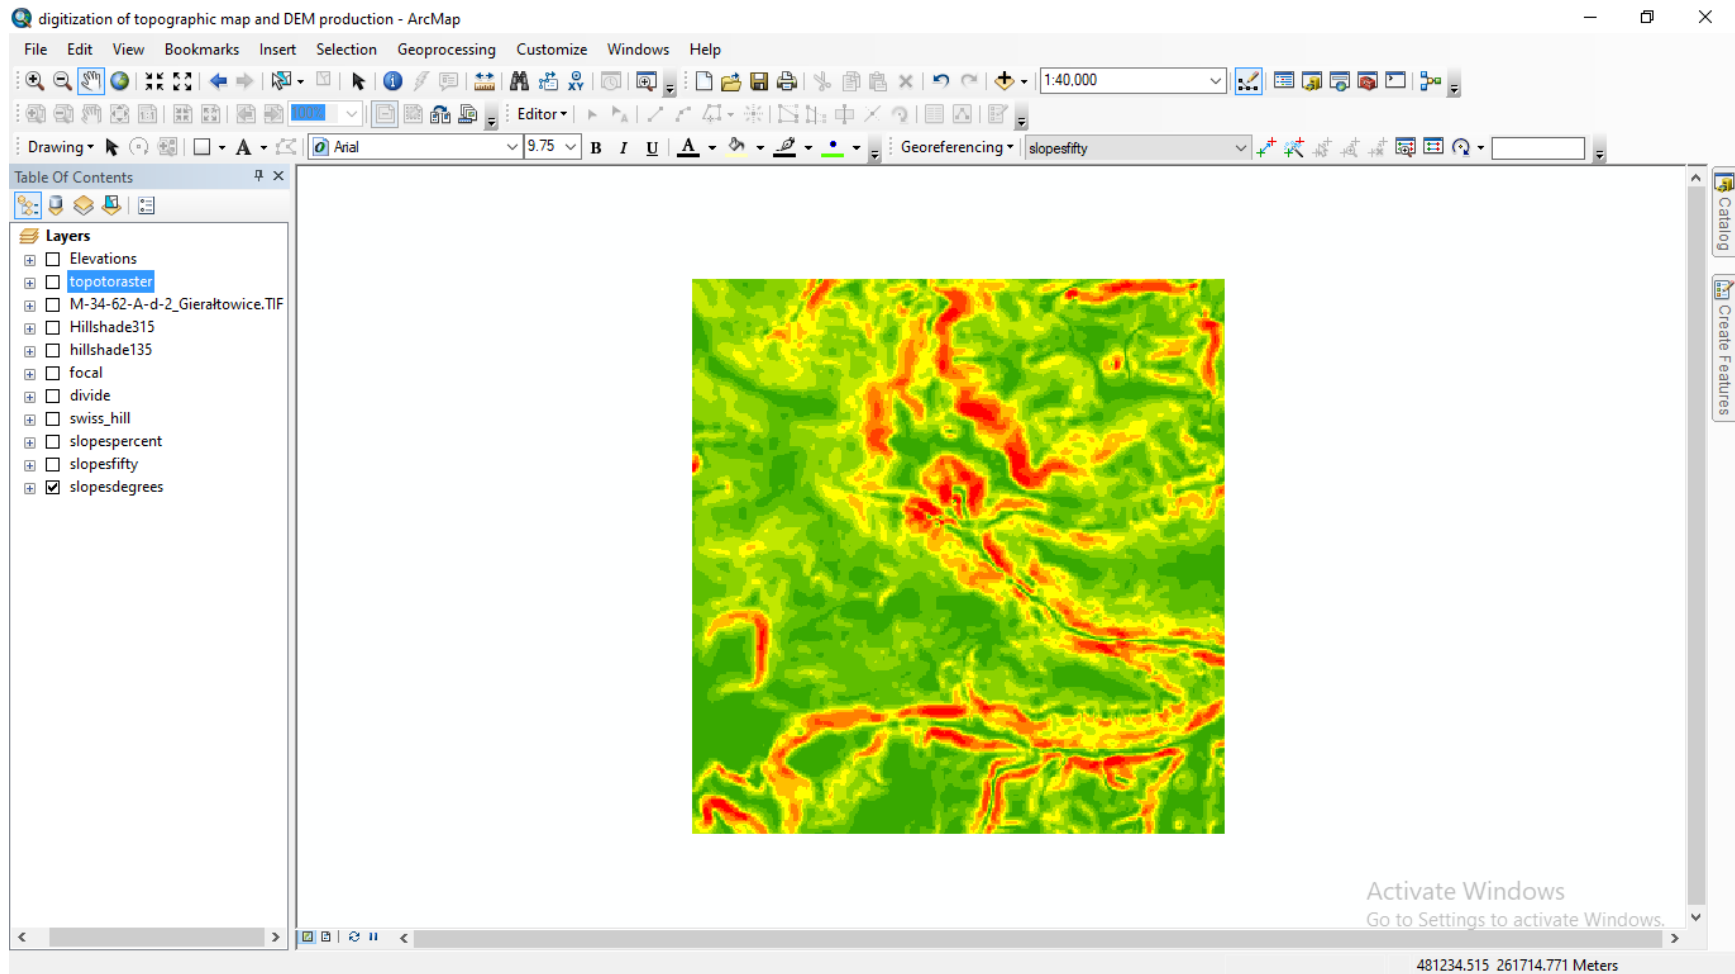 digitization of topographic map and DEM production - ArcMap
File Edit View Bookmarks Insert Selection Geoprocessing Customize Windows Help
1:40,000
100% Editor
Drawing A Arial 9.75 B I U A Georeferencing slopesfifty
Table Of Contents
Layers
Elevations
topotoraster
M-34-62-A-d-2_Gierałtowice.TIF
Hillshade315
hillshade135
focal
divide
swiss_hill
slopespercent
slopesfifty
slopesdegrees
Catalog
Create Features
Activate Windows
Go to Settings to activate Windows.
481234.515 261714.771 Meters